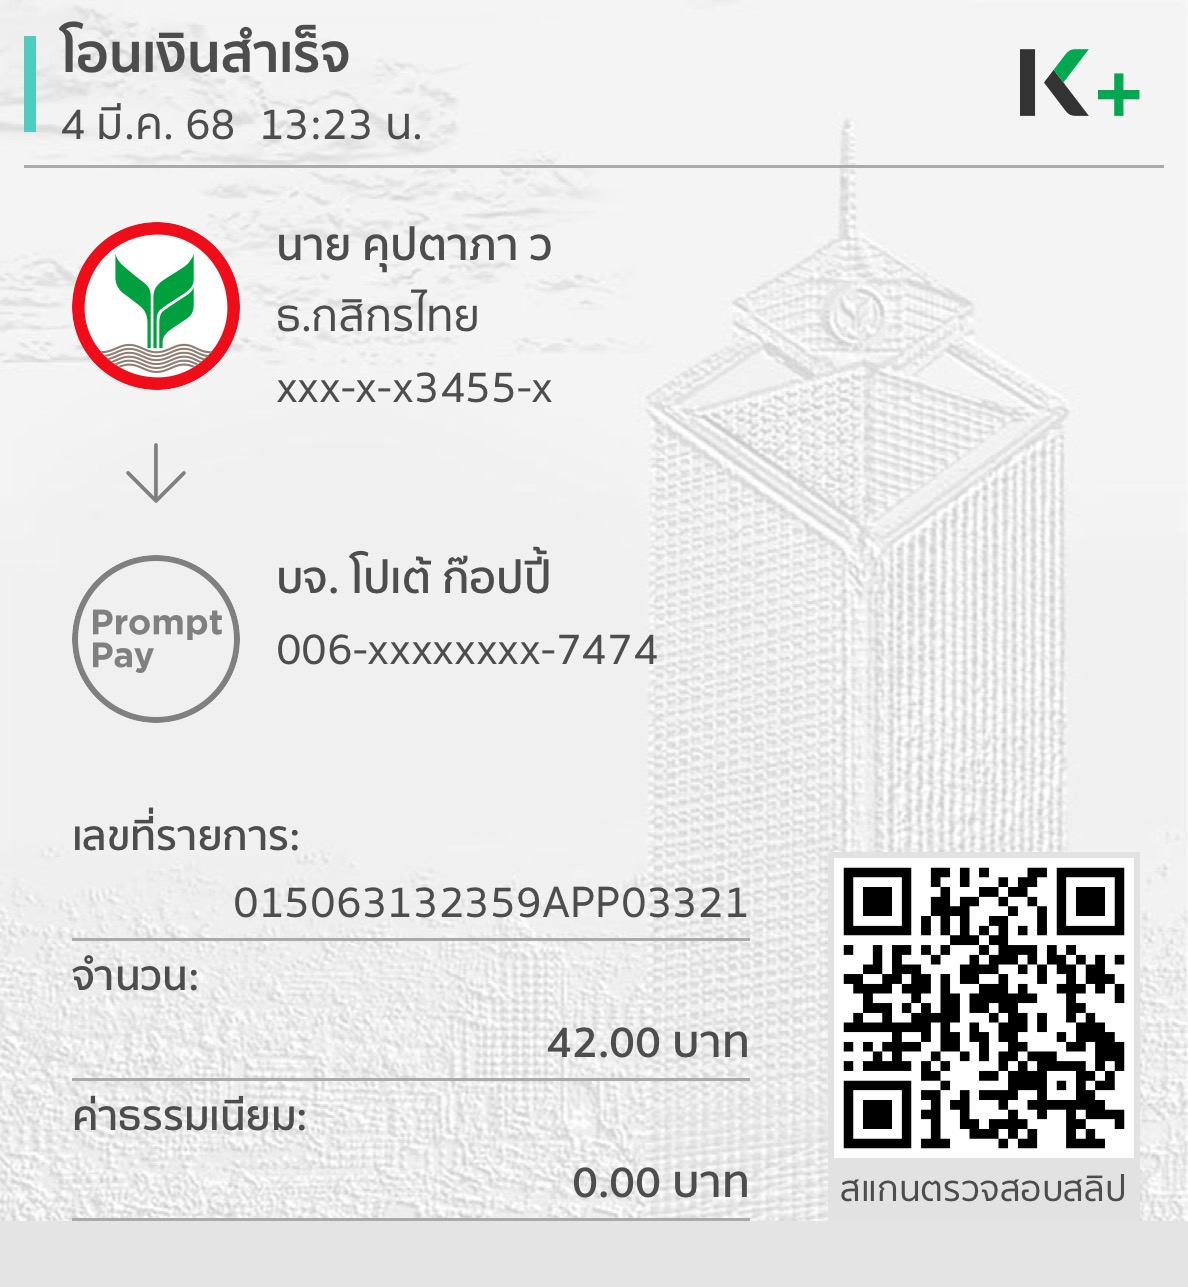 โอนเงินสำเร็จ
4 มี.ค. 68 13:23 น.
K+
นาย คุปตาภา ว
ธ.กสิกรไทย
xxx-x-x3455-x
Prompt
Pay
บจ. โปเต้ ก๊อปปี้
006-xxxxxxxx-7474
เลขที่รายการ:
015063132359APP03321
จำนวน:
42.00 บาท
ค่าธรรมเนียม:
0.00 บาท
สแกนตรวจสอบสลิป